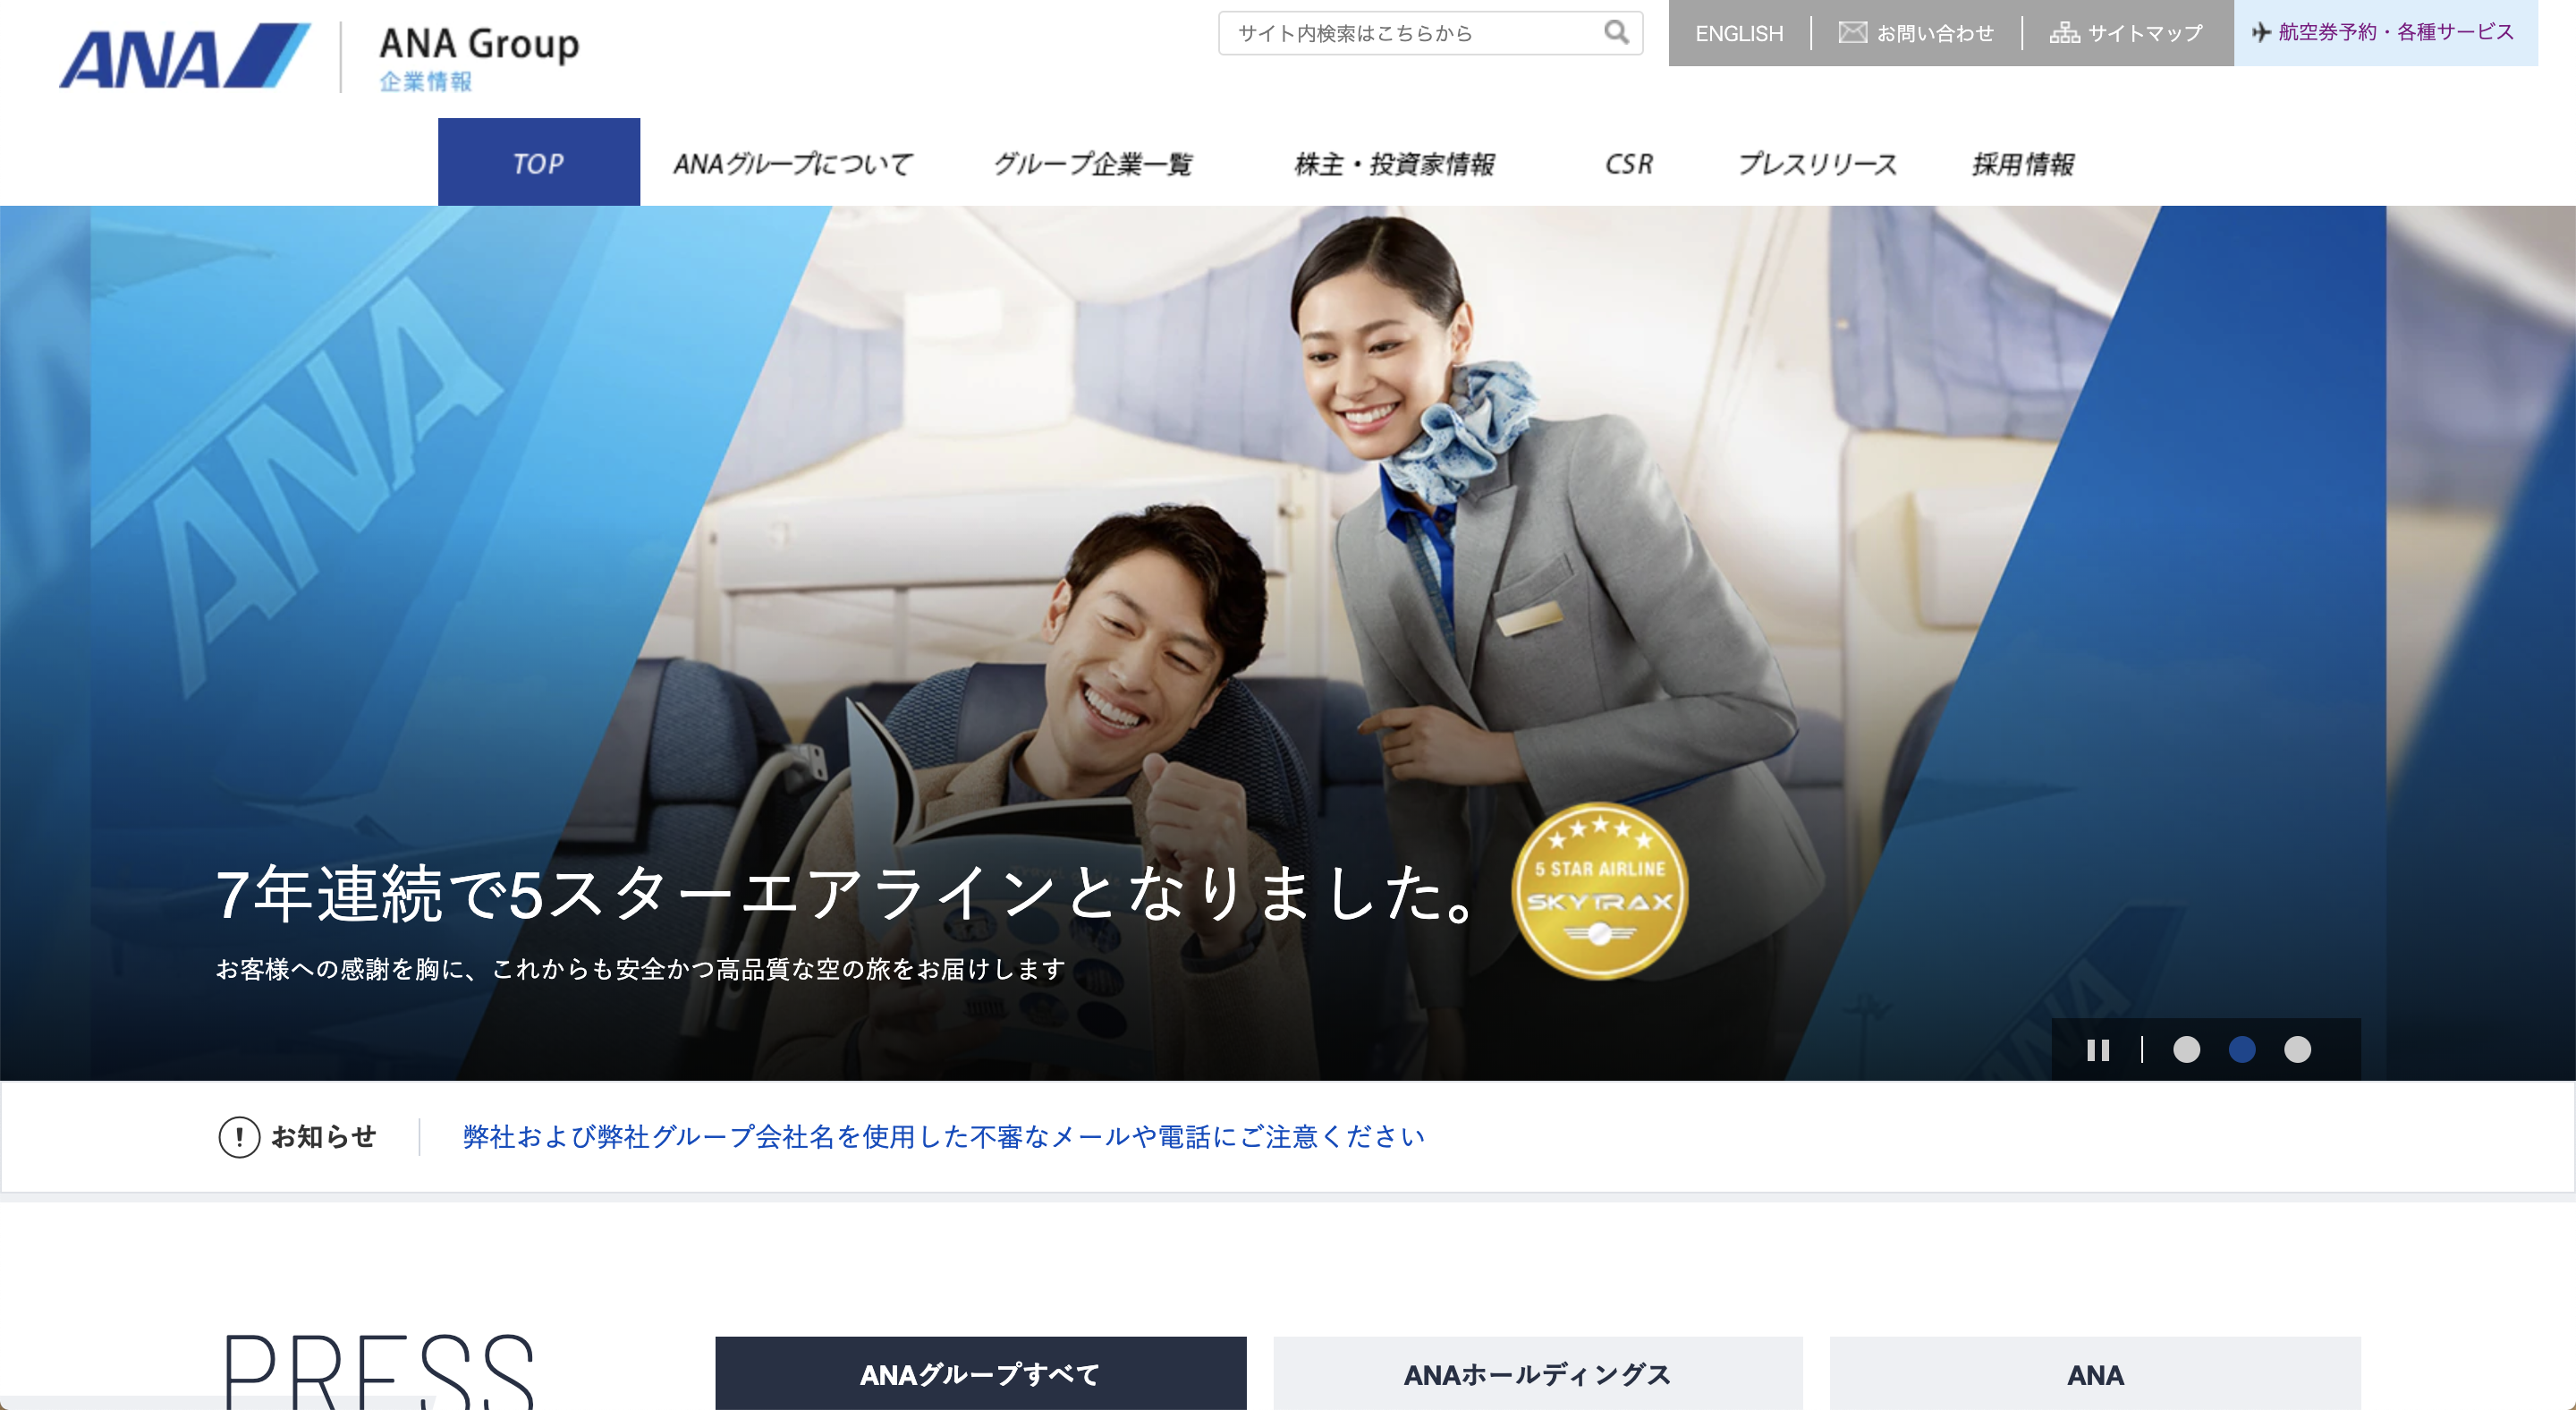 ANA
ANA Group
企業情報
サイト内検索はこちらから
ENGLISH
お問い合わせ
サイトマップ
航空券予約・各種サービス
TOP
ANAグループについて
グループ企業一覧
株主・投資家情報
CSR
プレスリリース
採用情報
ANA
7年連続で5スターエアラインとなりました。
5 STAR AIRLINE
SKYTRAX
お客様への感謝を胸に、これからも安全かつ高品質な空の旅をお届けします
ANA
お知らせ
弊社および弊社グループ会社名を使用した不審なメールや電話にご注意ください
PRESS
ANAグループすべて
ANAホールディングス
ANA